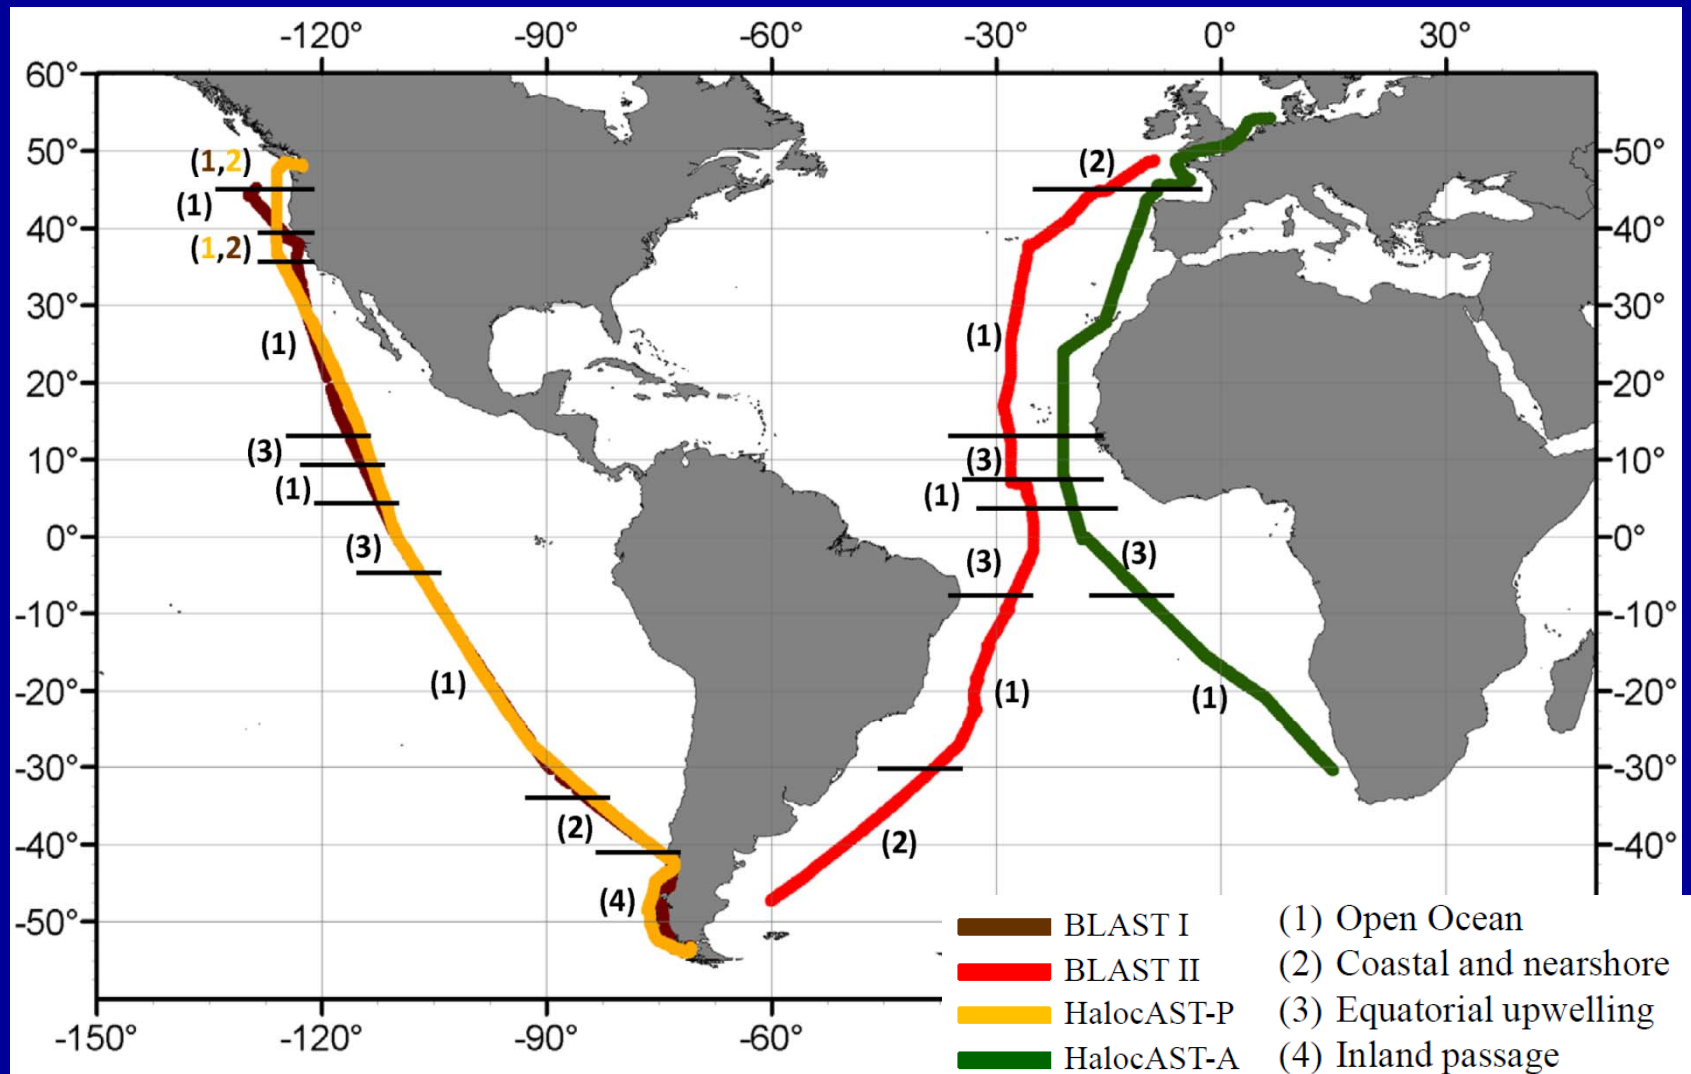 -120° -90° -60° -30° 0° 30°
60°
50° (1,2) (2) 50°
(1)
40° 40°
(1,2)
30° 30°
(1) (1)
20° 20°
(3) (3)
10° 10°
(1) (1)
0° 0°
(3) (3) (3)
-10° -10°
(1) (1) (1)
-20° -20°
-30° -30°
(2) (2)
-40° -40°
(4)
-50°
-150° -120° -90° -60°
BLAST I (1) Open Ocean
BLAST II (2) Coastal and nearshore
HalocAST-P (3) Equatorial upwelling
HalocAST-A (4) Inland passage